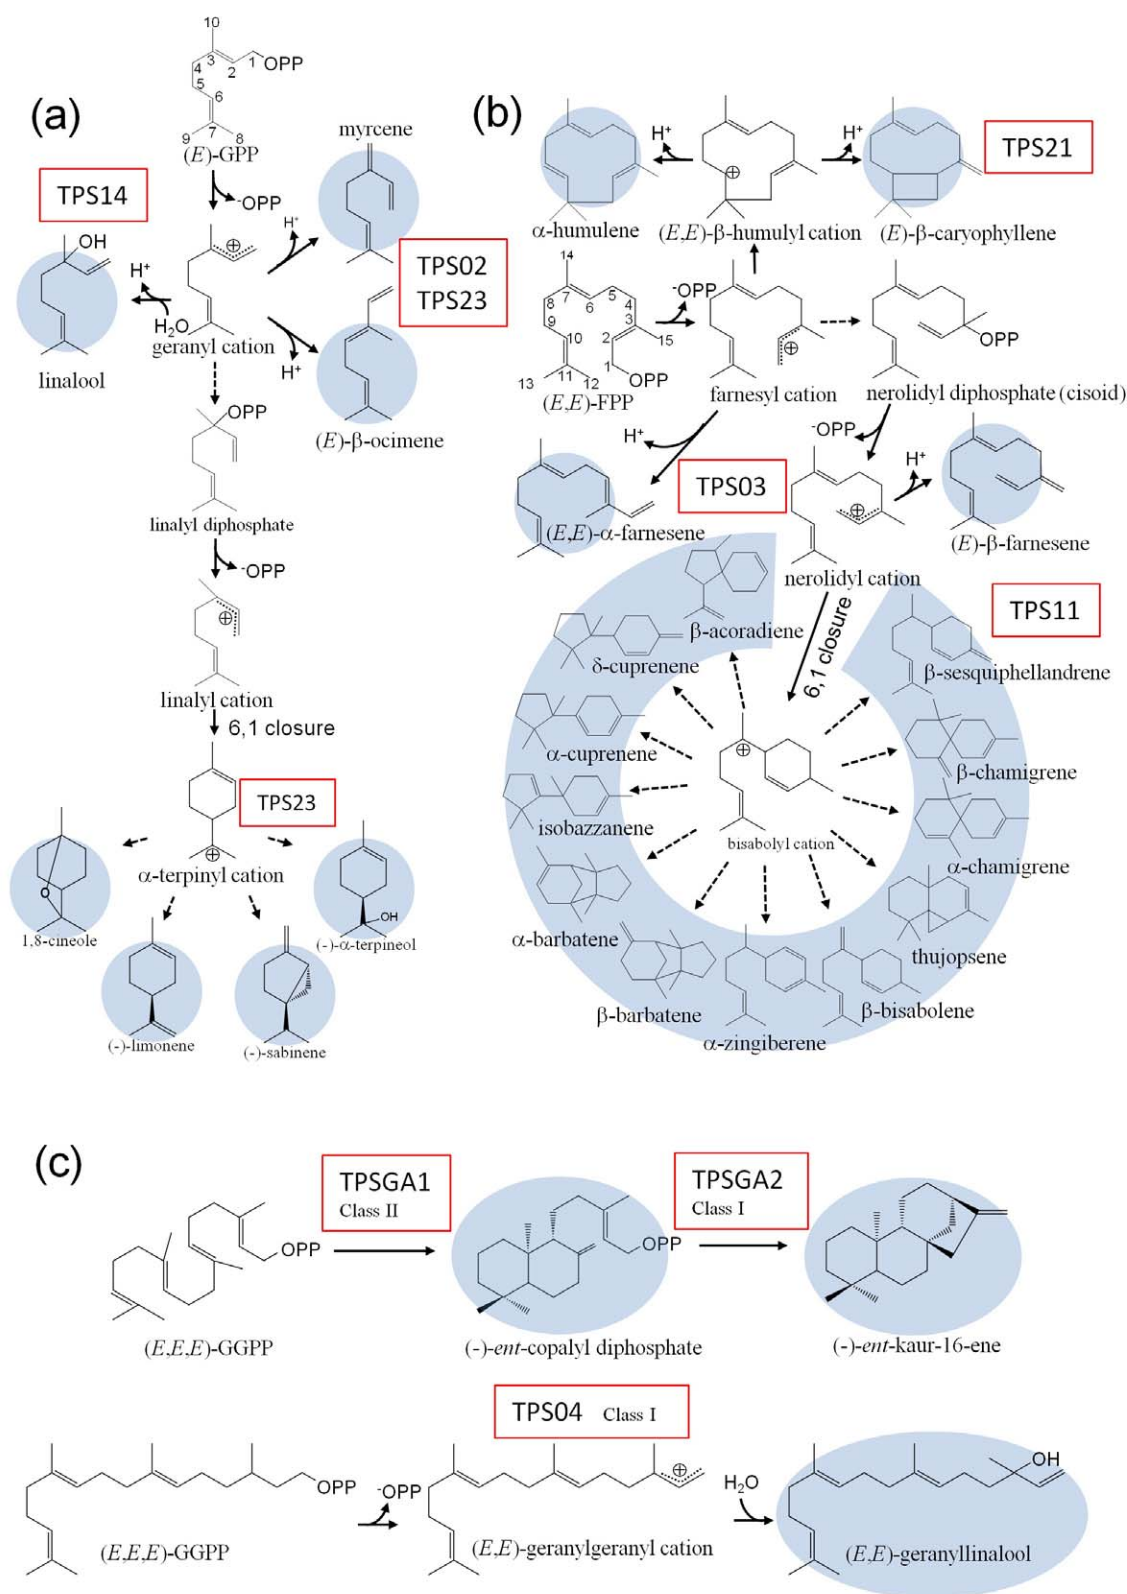 (a)
10
3
1
OPP
4
2
5
6
7
9
8
(E)-GPP
-OPP
TPS14
OH
H+
H2O
geranyl cation
linalool
myrcene
H+
TPS02
TPS23
H+
(E)-β-ocimene
OPP
linalyl diphosphate
-OPP
linalyl cation
6,1 closure
TPS23
α-terpinyl cation
O
1,8-cineole
OH
(-)-α-terpineol
(-)-limonene
(-)-sabinene
(b)
H+
H+
TPS21
α-humulene
(E,E)-β-humulyl cation
(E)-β-caryophyllene
14
7
5
8
6
4
9
3
10
2
15
1
11
13
12
OPP
(E,E)-FPP
-OPP
farnesyl cation
OPP
nerolidyl diphosphate (cisoid)
H+
-OPP
H+
TPS03
(E,E)-α-farnesene
(E)-β-farnesene
nerolidyl cation
6,1 closure
TPS11
β-acoradiene
δ-cuprenene
β-sesquiphellandrene
α-cuprenene
β-chamigrene
isobazzanene
bisabolyl cation
α-chamigrene
α-barbatene
thujopsene
β-barbatene
β-bisabolene
α-zingiberene
(c)
TPSGA1
Class II
TPSGA2
Class I
OPP
OPP
(E,E,E)-GGPP
(-)-ent-copalyl diphosphate
(-)-ent-kaur-16-ene
TPS04 Class I
OPP
-OPP
H2O
OH
(E,E,E)-GGPP
(E,E)-geranylgeranyl cation
(E,E)-geranyllinalool